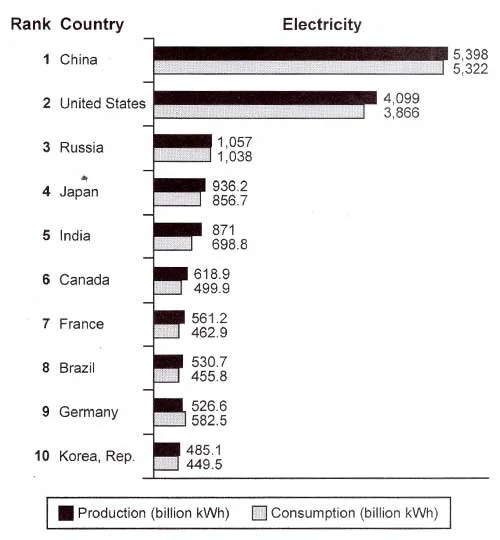 Rank Country Electricity
1 China 5,398
5,322
2 United States 4,099
3,866
3 Russia 1,057
1,038
4 Japan 936.2
856.7
5 India 871
698.8
6 Canada 618.9
499.9
7 France 561.2
462.9
8 Brazil 530.7
455.8
9 Germany 526.6
582.5
10 Korea, Rep. 485.1
449.5
Production (billion kWh) Consumption (billion kWh)